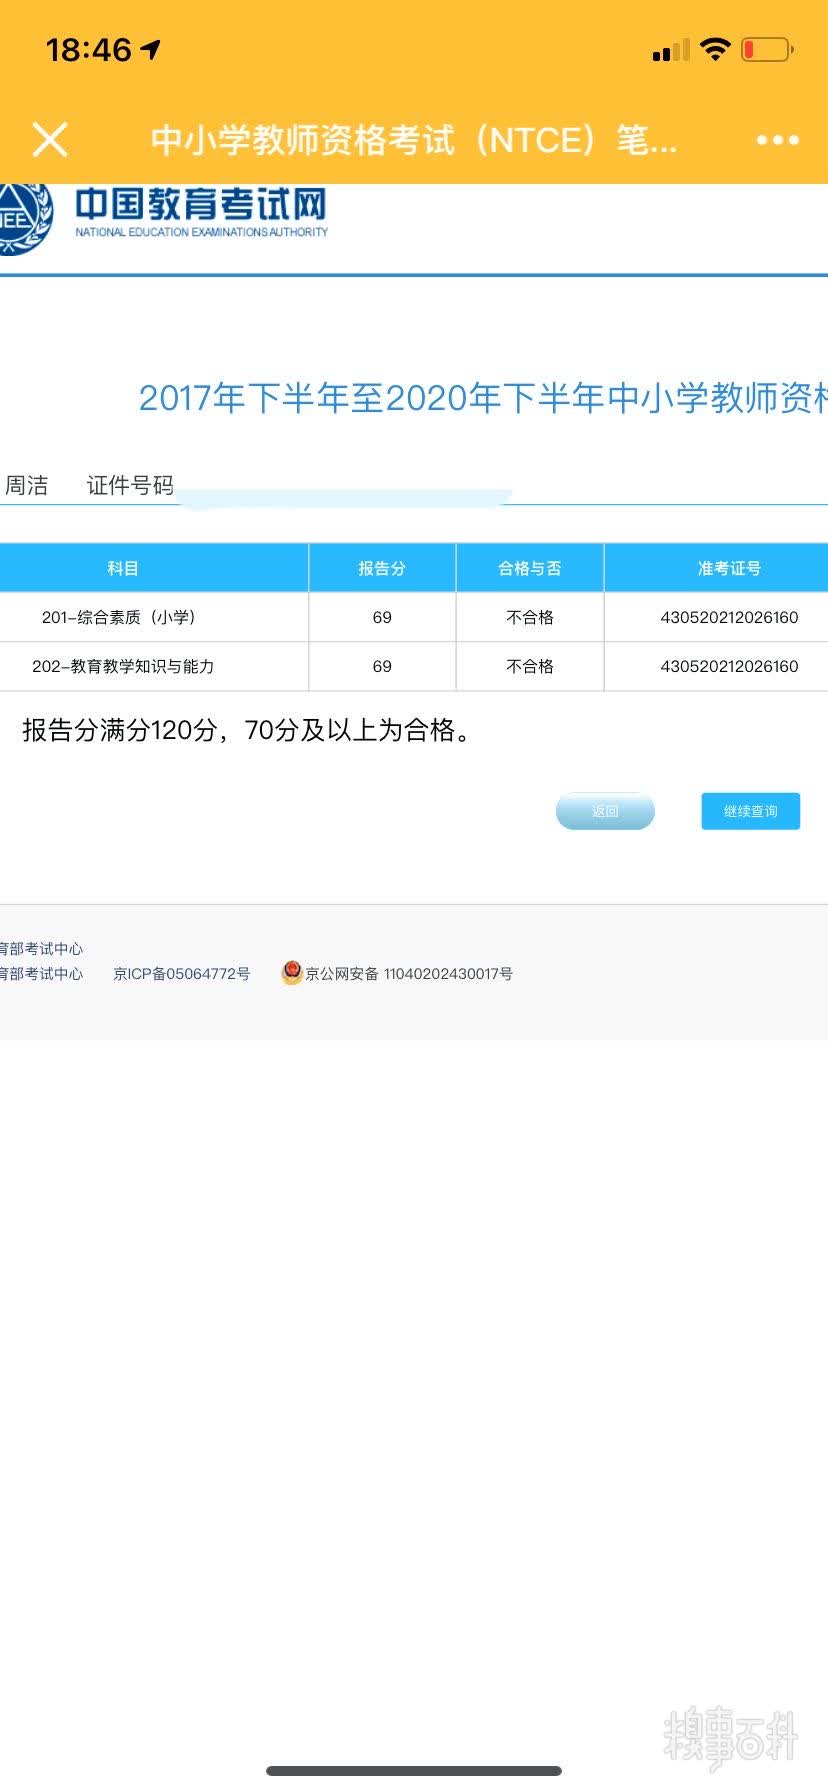 18:46
中小学教师资格考试（NTCE）笔...
JEE
中国教育考试网
NATIONAL EDUCATION EXAMINATIONS AUTHORITY
2017年下半年至2020年下半年中小学教师资格
周洁 证件号码
科目 报告分 合格与否 准考证号
201-综合素质（小学） 69 不合格 430520212026160
202-教育教学知识与能力 69 不合格 430520212026160
报告分满分120分，70分及以上为合格。
返回 继续查询
育部考试中心
育部考试中心 京ICP备05064772号 京公网安备 11040202430017号
糗事百科